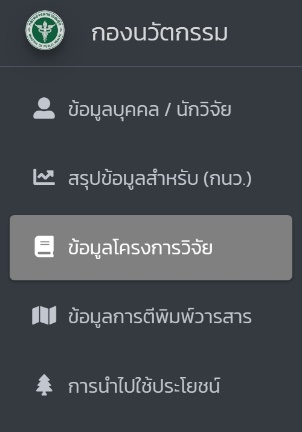 กองนวัตกรรม
ข้อมูลบุคคล / นักวิจัย
สรุปข้อมูลสำหรับ (กนว.)
ข้อมูลโครงการวิจัย
ข้อมูลการตีพิมพ์วารสาร
การนำไปใช้ประโยชน์